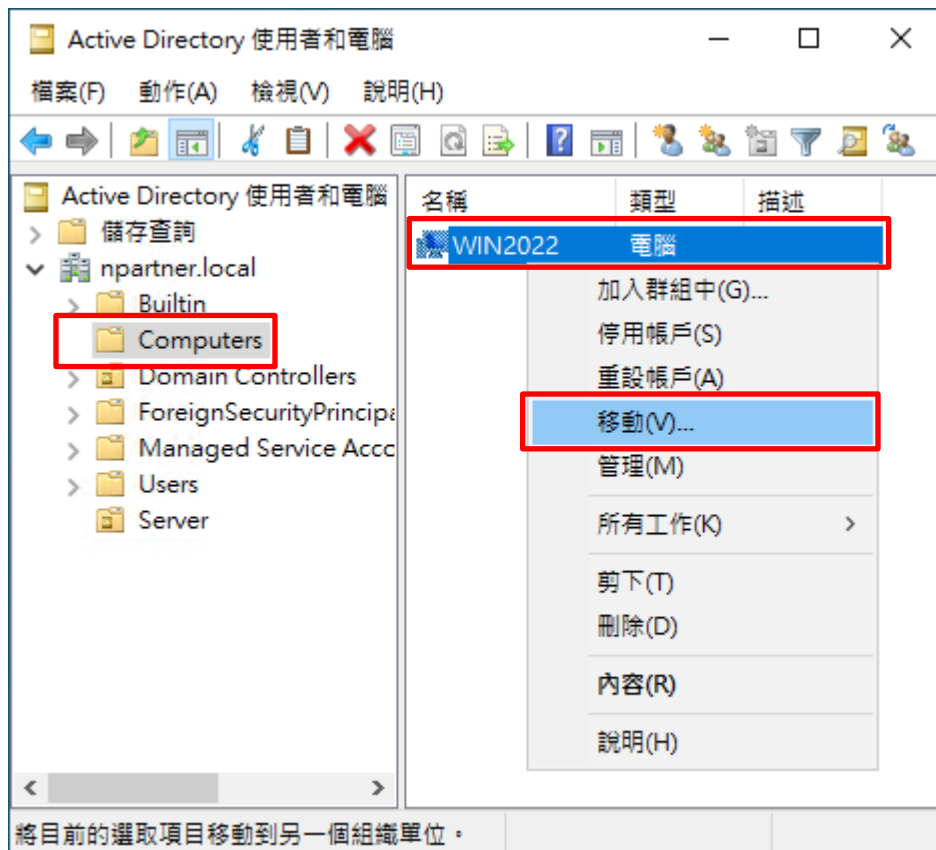 Active Directory 使用者和電腦
檔案(F) 動作(A) 檢視(V) 說明(H)
Active Directory 使用者和電腦
儲存查詢
npartner.local
Builtin
Computers
Domain Controllers
ForeignSecurityPrincipa
Managed Service Acco
Users
Server
名稱 類型 描述
WIN2022 電腦
加入群組中(G)...
停用帳戶(S)
重設帳戶(A)
移動(V)...
管理(M)
所有工作(K)
剪下(T)
刪除(D)
內容(R)
說明(H)
將目前的選取項目移動到另一個組織單位。